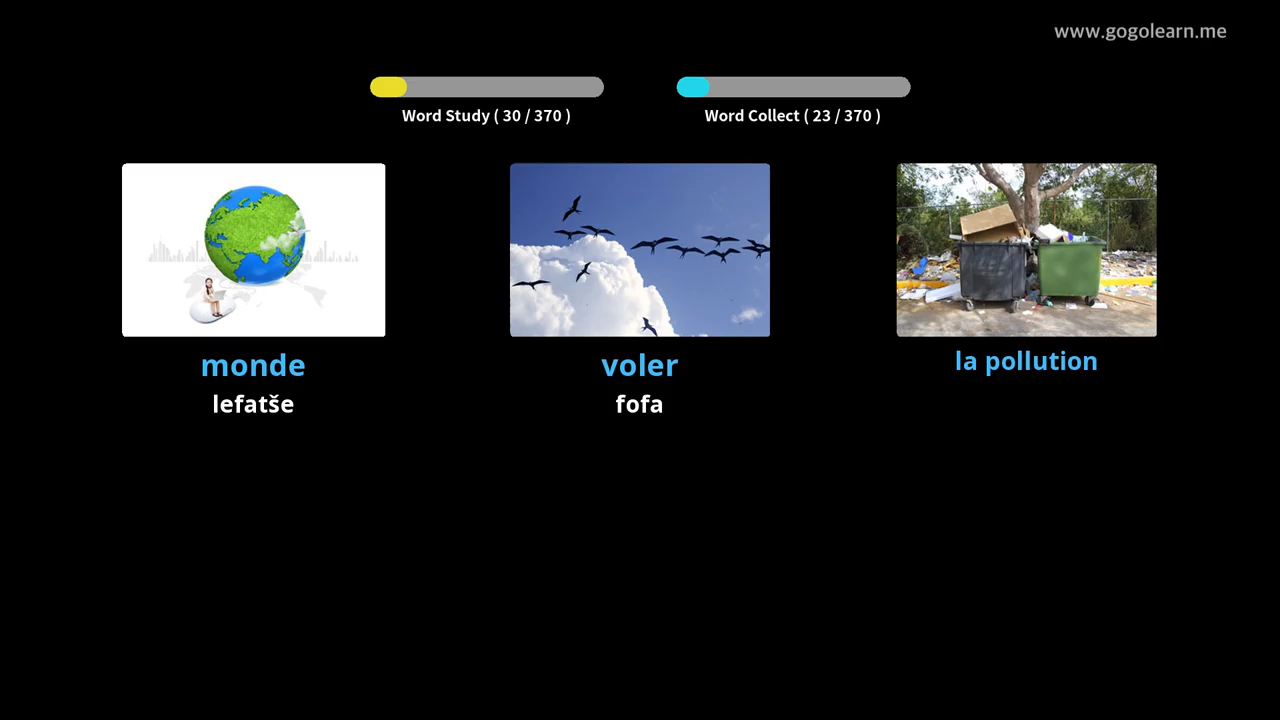 www.gogolearn.me
Word Study ( 30 / 370 )
Word Collect ( 23 / 370 )
monde
voler
la pollution
lefatše
fofa